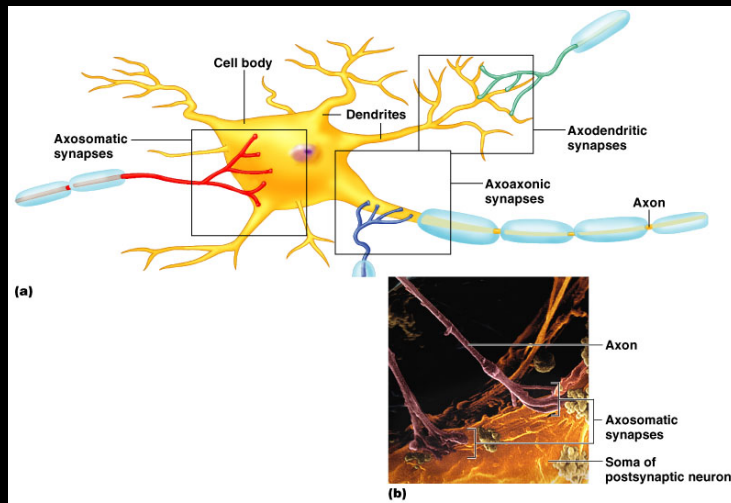 Cell body
Dendrites
Axosomatic
synapses
Axodendritic
synapses
Axoaxonic
synapses
Axon
(a)
Axon
Axosomatic
synapses
Soma of
postsynaptic neuron
(b)